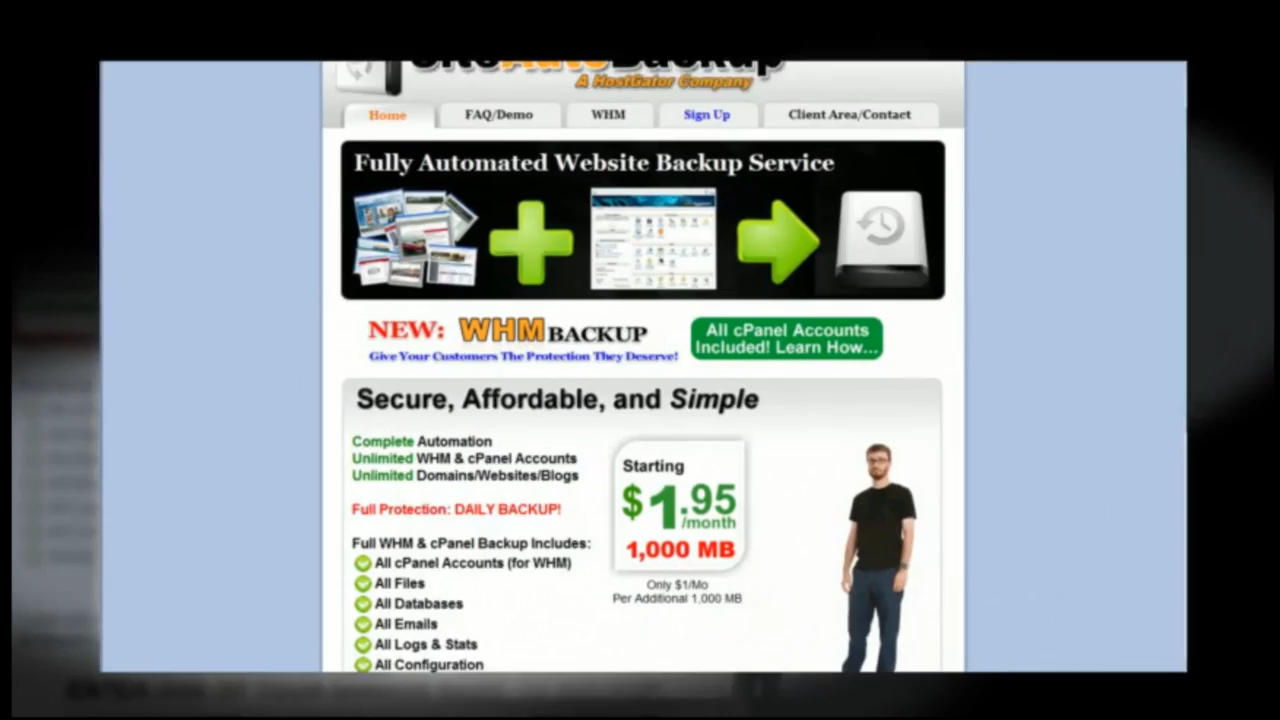 SiteAutoBackup
A HostGator Company
Home FAQ/Demo WHM Sign Up Client Area/Contact
Fully Automated Website Backup Service
NEW: WHM BACKUP
Give Your Customers The Protection They Deserve!
All cPanel Accounts
Included! Learn How...
Secure, Affordable, and Simple
Complete Automation
Unlimited WHM & cPanel Accounts
Unlimited Domains/Websites/Blogs
Full Protection: DAILY BACKUP!
Full WHM & cPanel Backup Includes:
All cPanel Accounts (for WHM)
All Files
All Databases
All Emails
All Logs & Stats
All Configuration
Starting
$1.95
/month
1,000 MB
Only $1/Mo
Per Additional 1,000 MB